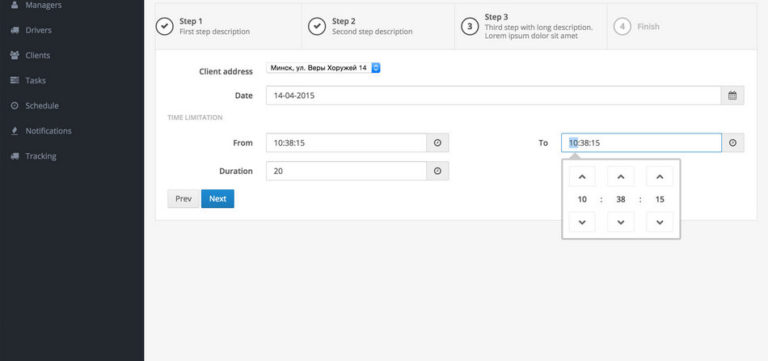 Managers
Drivers
Clients
Tasks
Schedule
Notifications
Tracking
Step 1
First step description
Step 2
Second step description
3
Step 3
Third step with long description,
Lorem ipsum dolor sit amet
4
Finish
Client address
Минск, ул. Веры Хоружей 14
Date
14-04-2015
TIME LIMITATION
From
10:38:15
To
10:38:15
Duration
20
Prev
Next
10 : 38 : 15